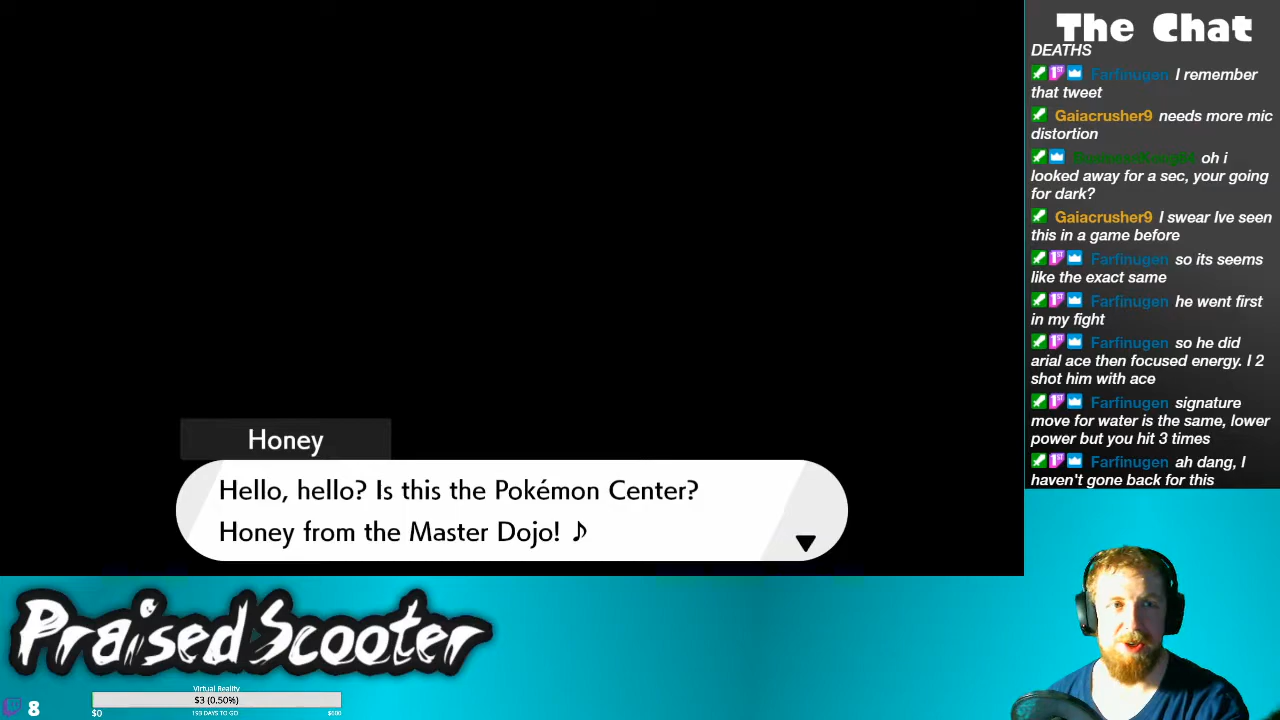 The Chat
DEATHS
Farfinugen I remember
that tweet
Gaiacrusher9 needs more mic
distortion
oh i
looked away for a sec, your going
for dark?
Gaiacrusher9 I swear Ive seen
this in a game before
Farfinugen so its seems
like the exact same
Farfinugen he went first
in my fight
Farfinugen so he did
arial ace then focused energy. I 2
shot him with ace
Farfinugen signature
move for water is the same, lower
power but you hit 3 times
Farfinugen ah dang, I
haven't gone back for this
Honey
Hello, hello? Is this the Pokémon Center?
Honey from the Master Dojo! ♪
PraisedScooter
8
Virtual Reality
$3 (0.50%)
$0 193 DAYS TO GO $600